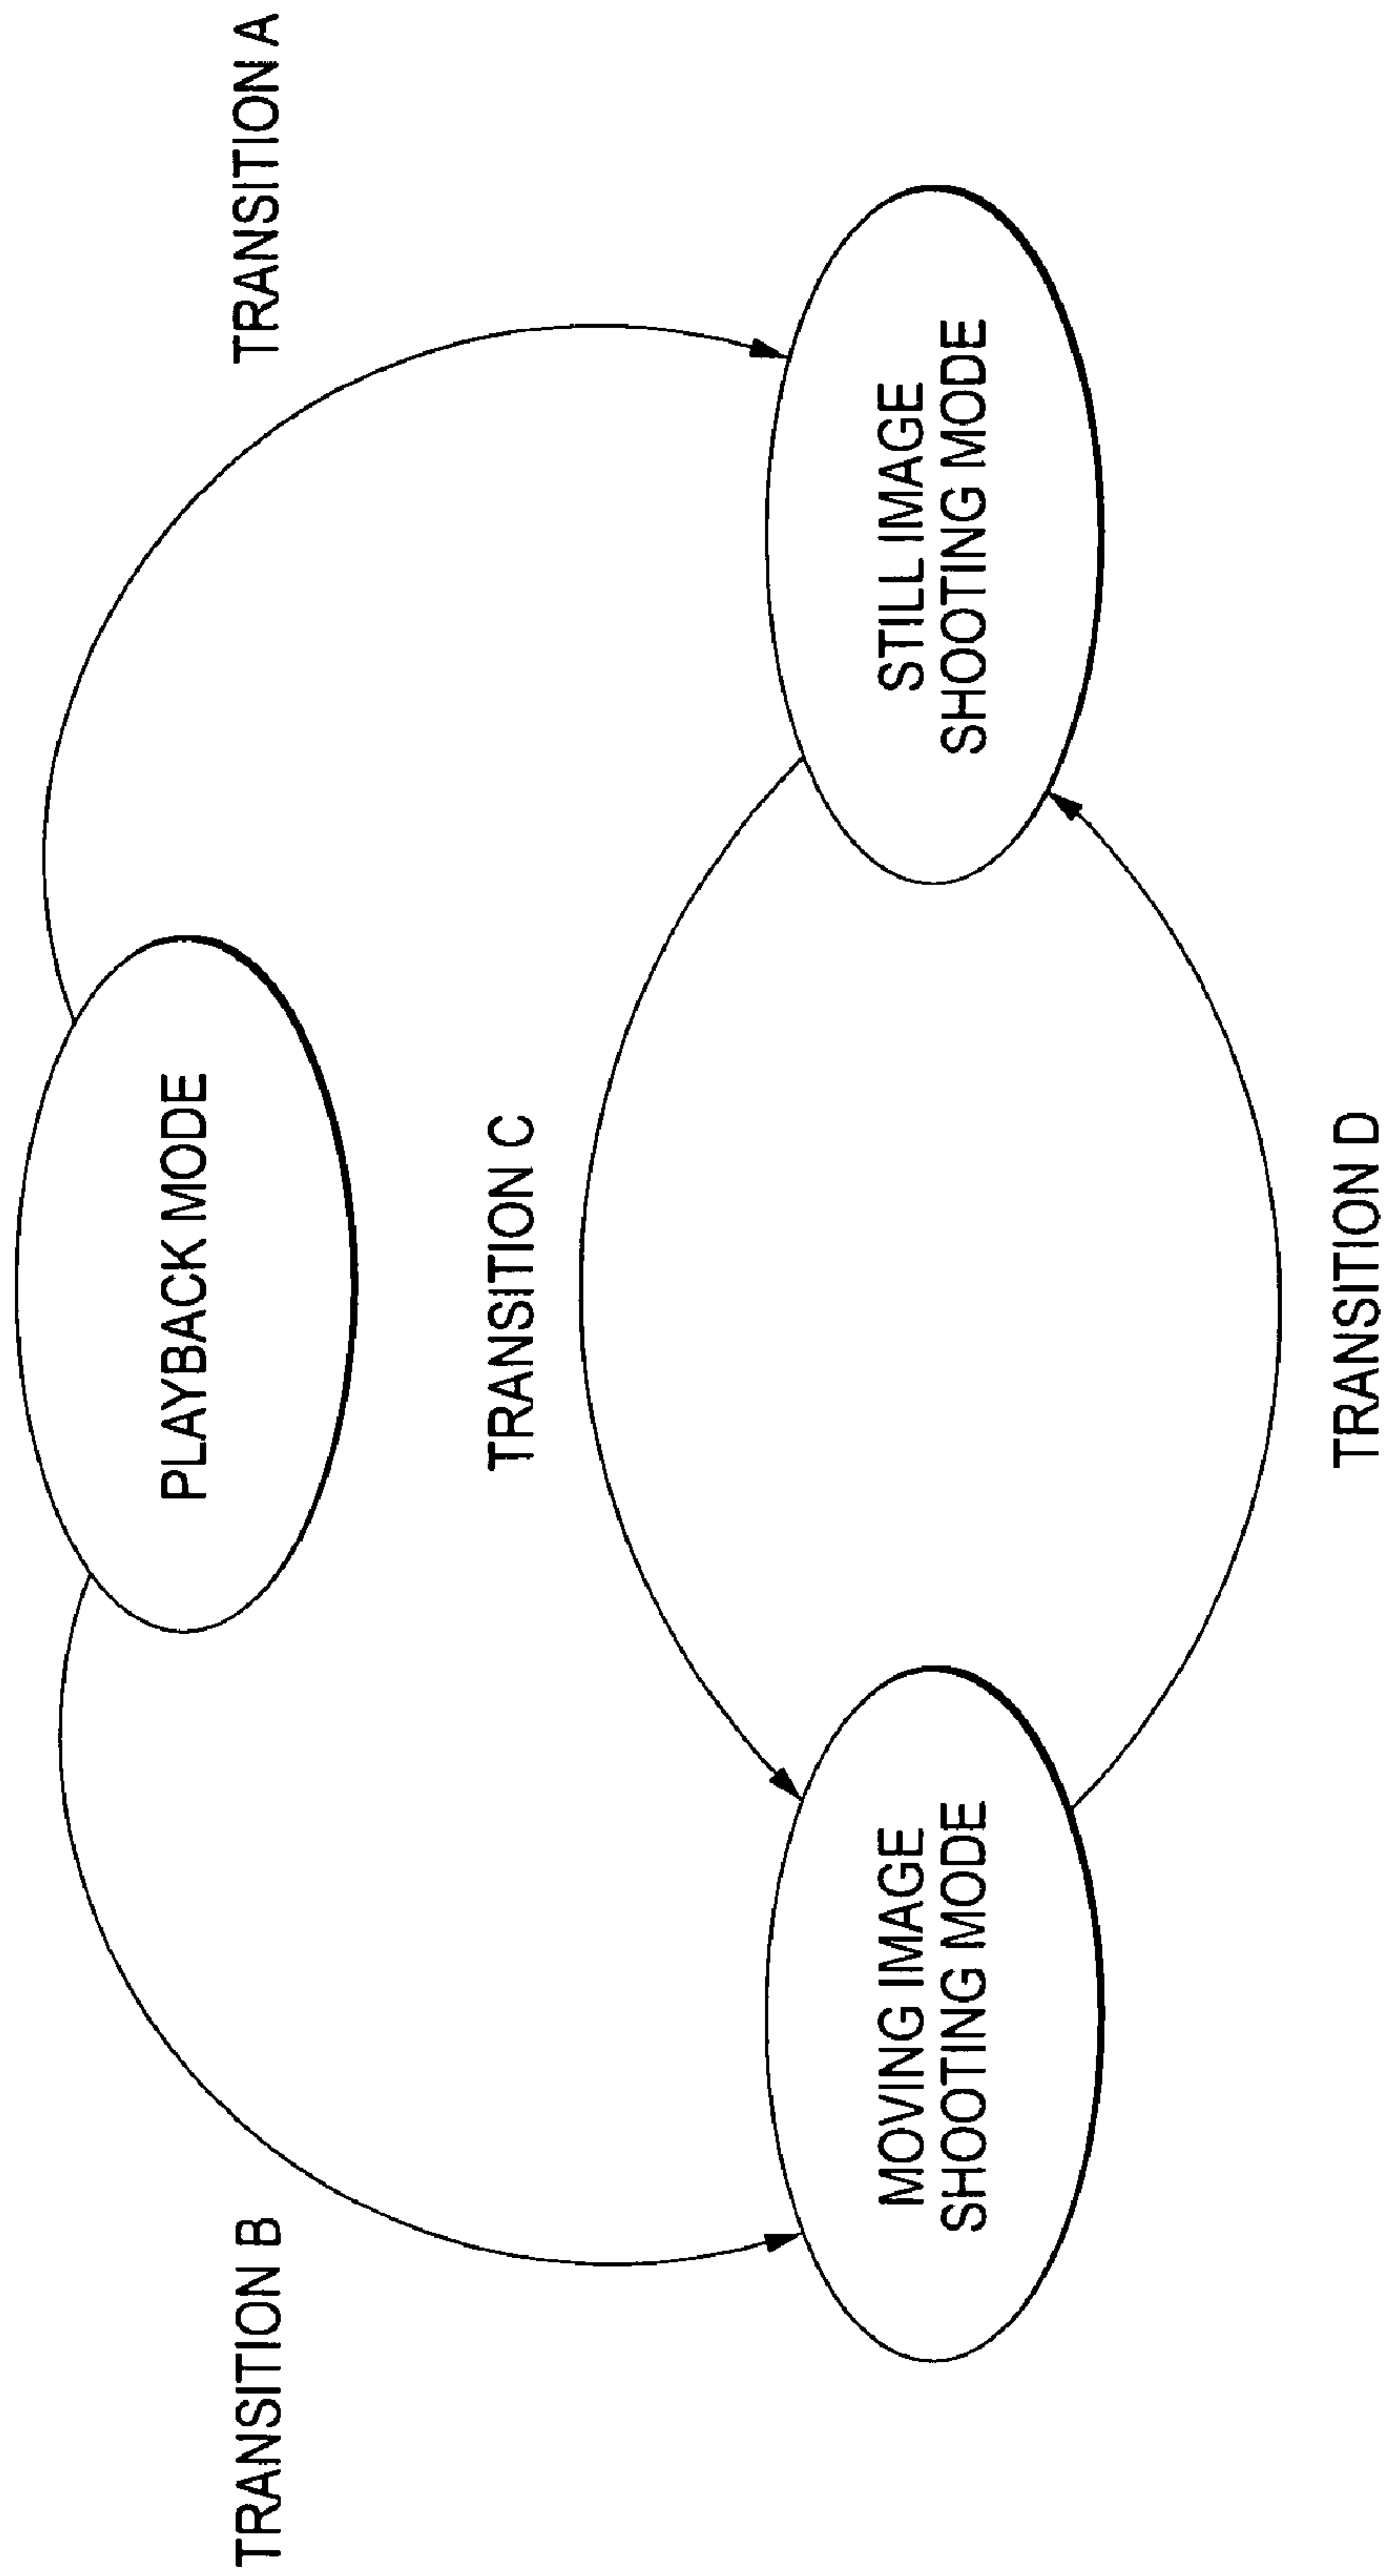 TRANSITION B
TRANSITION A
PLAYBACK MODE
TRANSITION C
MOVING IMAGE
SHOOTING MODE
STILL IMAGE
SHOOTING MODE
TRANSITION D